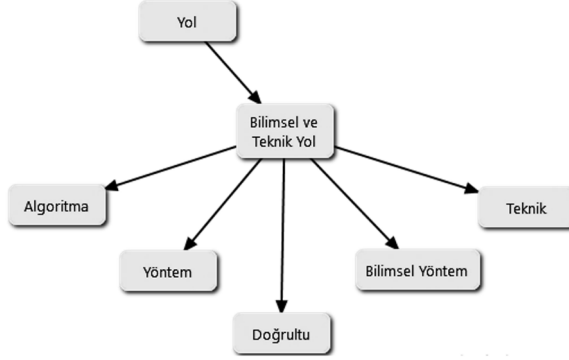 Yol
Bilimsel ve
Teknik Yol
Algoritma
Teknik
Yöntem
Bilimsel Yöntem
Doğrultu